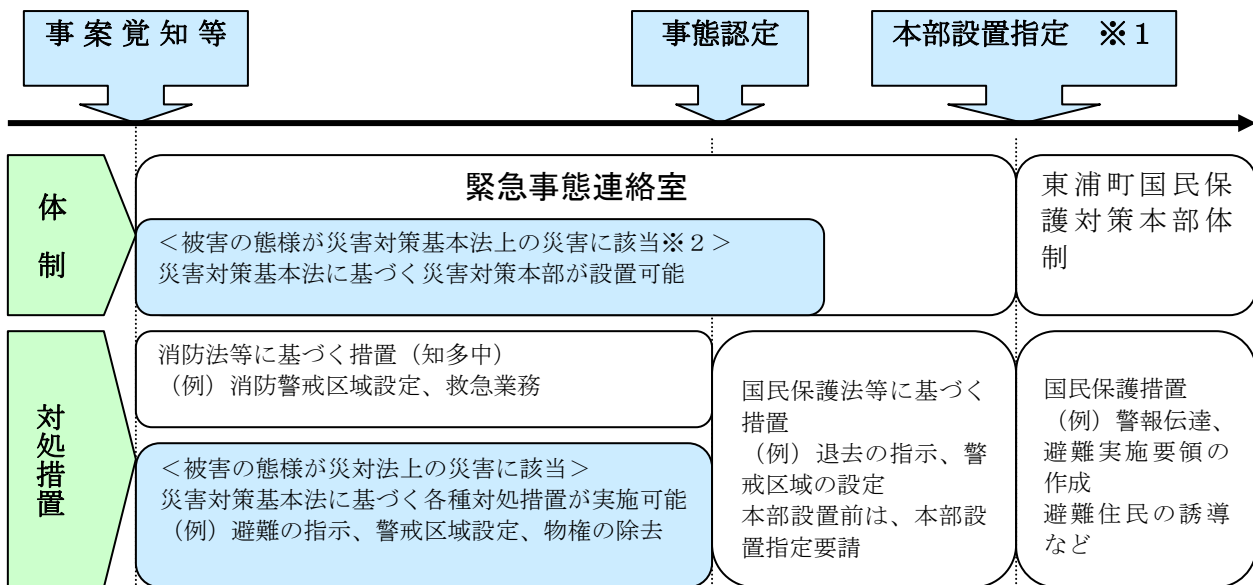 事 案 覚 知 等
事態認定
本部設置指定　※１
体
制
緊急事態連絡室
＜被害の態様が災害対策基本法上の災害に該当※２＞
災害対策基本法に基づく災害対策本部が設置可能
東浦町国民保
護対策本部体
制
対
処
措
置
消防法等に基づく措置（知多中）
（例）消防警戒区域設定、救急業務
＜被害の態様が災対法上の災害に該当＞
災害対策基本法に基づく各種対処措置が実施可能
（例）避難の指示、警戒区域設定、物権の除去
国民保護法等に基づく
措置
（例）退去の指示、警
戒区域の設定
本部設置前は、本部設
置指定要請
国民保護措置
（例）警報伝達、
避難実施要領の
作成
避難住民の誘導
など